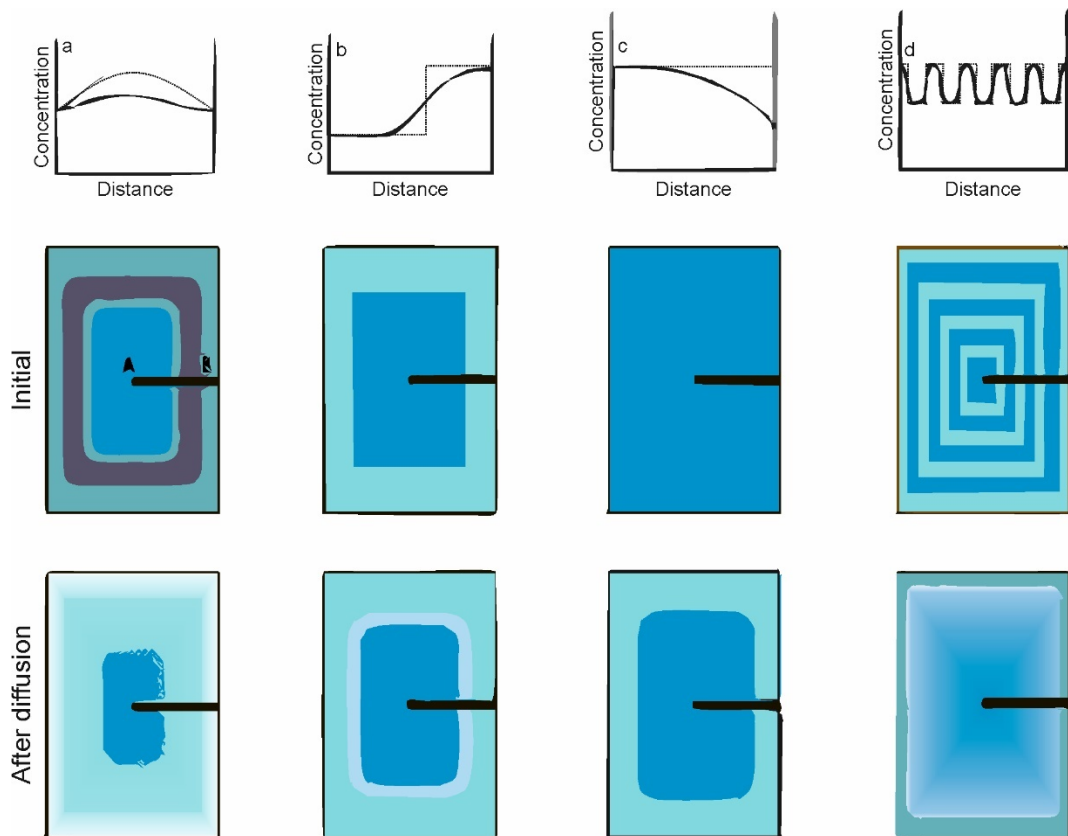 a
Concentration
Distance
b
Concentration
Distance
c
Concentration
Distance
d
Concentration
Distance
Initial
A
After diffusion